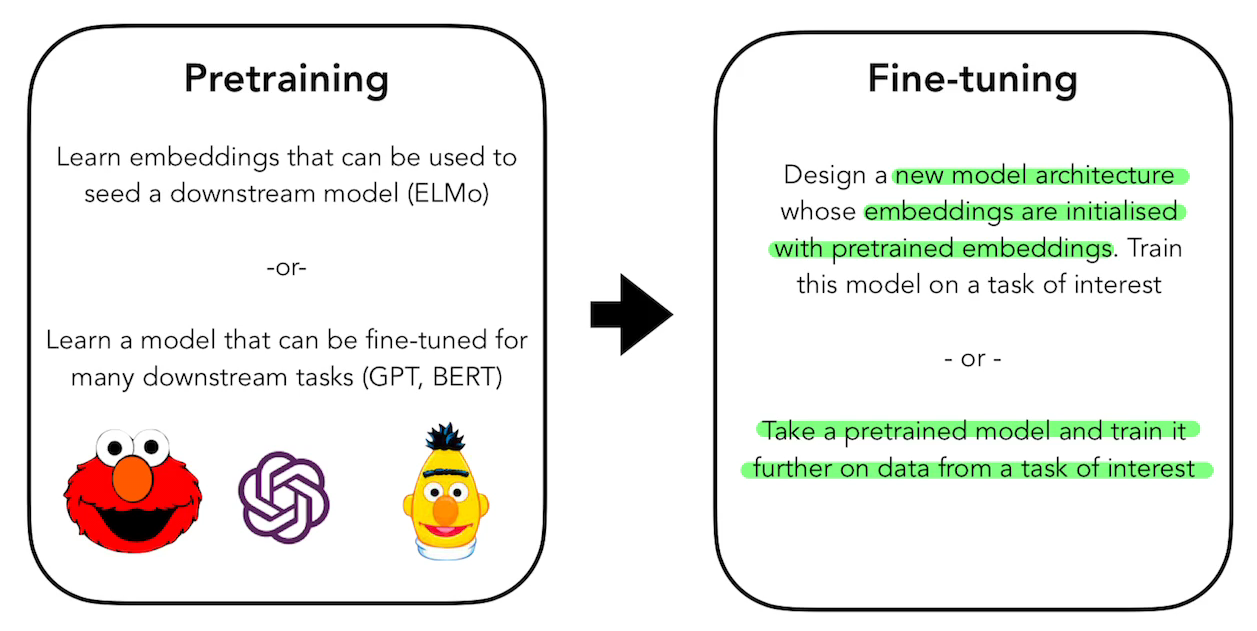 Pretraining
Learn embeddings that can be used to
seed a downstream model (ELMo)
-or-
Learn a model that can be fine-tuned for
many downstream tasks (GPT, BERT)
Fine-tuning
Design a new model architecture
whose embeddings are initialised
with pretrained embeddings. Train
this model on a task of interest
- or -
Take a pretrained model and train it
further on data from a task of interest